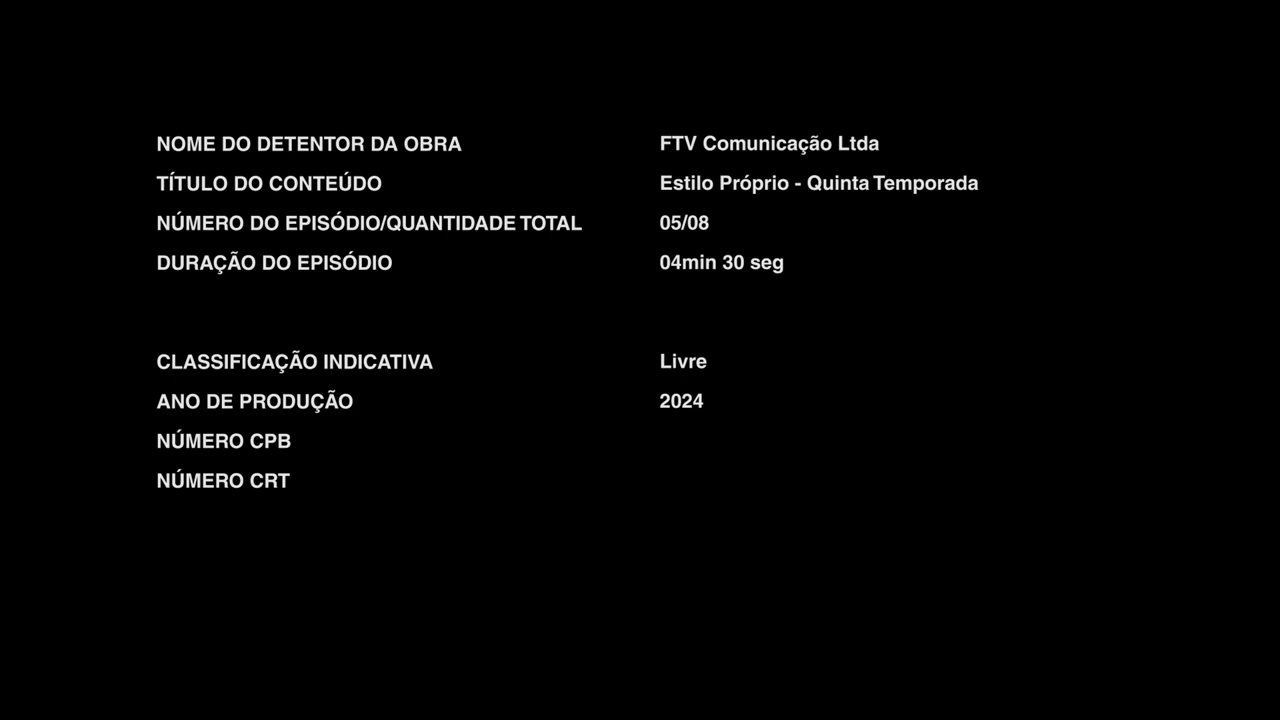 NOME DO DETENTOR DA OBRA FTV Comunicação Ltda
TÍTULO DO CONTEÚDO Estilo Próprio - Quinta Temporada
NÚMERO DO EPISÓDIO/QUANTIDADE TOTAL 05/08
DURAÇÃO DO EPISÓDIO 04min 30 seg
CLASSIFICAÇÃO INDICATIVA Livre
ANO DE PRODUÇÃO 2024
NÚMERO CPB
NÚMERO CRT